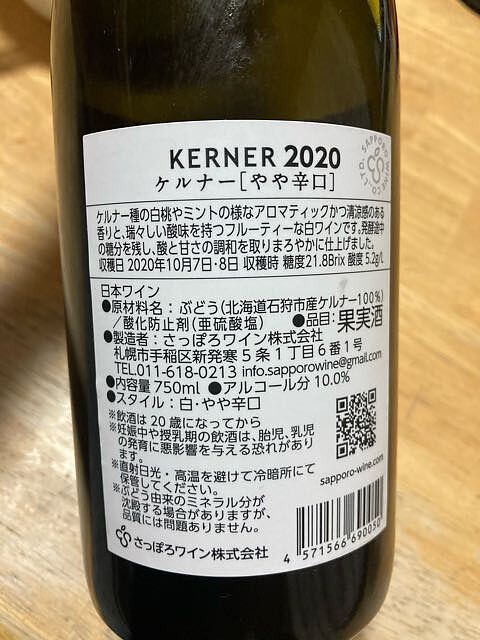 SAPPORO WINE CO., LTD.
KERNER 2020
ケルナー［やや辛口］
ケルナー種の白桃やミントの様なアロマティックかつ清涼感のある
香りと、瑞々しい酸味を持つフルーティーな白ワインです。発酵途中
の糖分を残し、酸と甘さの調和を取りまろやかに仕上げました。
収穫日 2020年10月7日・8日 収穫時 糖度21.8Brix 酸度 5.2g/L
日本ワイン
●原材料名：ぶどう（北海道石狩市産ケルナー100％）
／酸化防止剤（亜硫酸塩） ●品目：果実酒
●製造者：さっぽろワイン株式会社
札幌市手稲区新発寒５条１丁目６番１号
TEL.011-618-0213 info.sapporowine@gmail.com
●内容量 750ml ●アルコール分 10.0%
●スタイル：白・やや辛口
※飲酒は 20 歳になってから
※妊娠中や授乳期の飲酒は、胎児、乳児
の発育に悪影響を与える恐れがあり
ます。
※直射日光・高温を避けて冷暗所にて
保管してください。
※ぶどう由来のミネラル分が
沈殿する場合がありますが、
品質には問題ありません。
sapporo-wine.com
さっぽろワイン株式会社
4 571566 690050